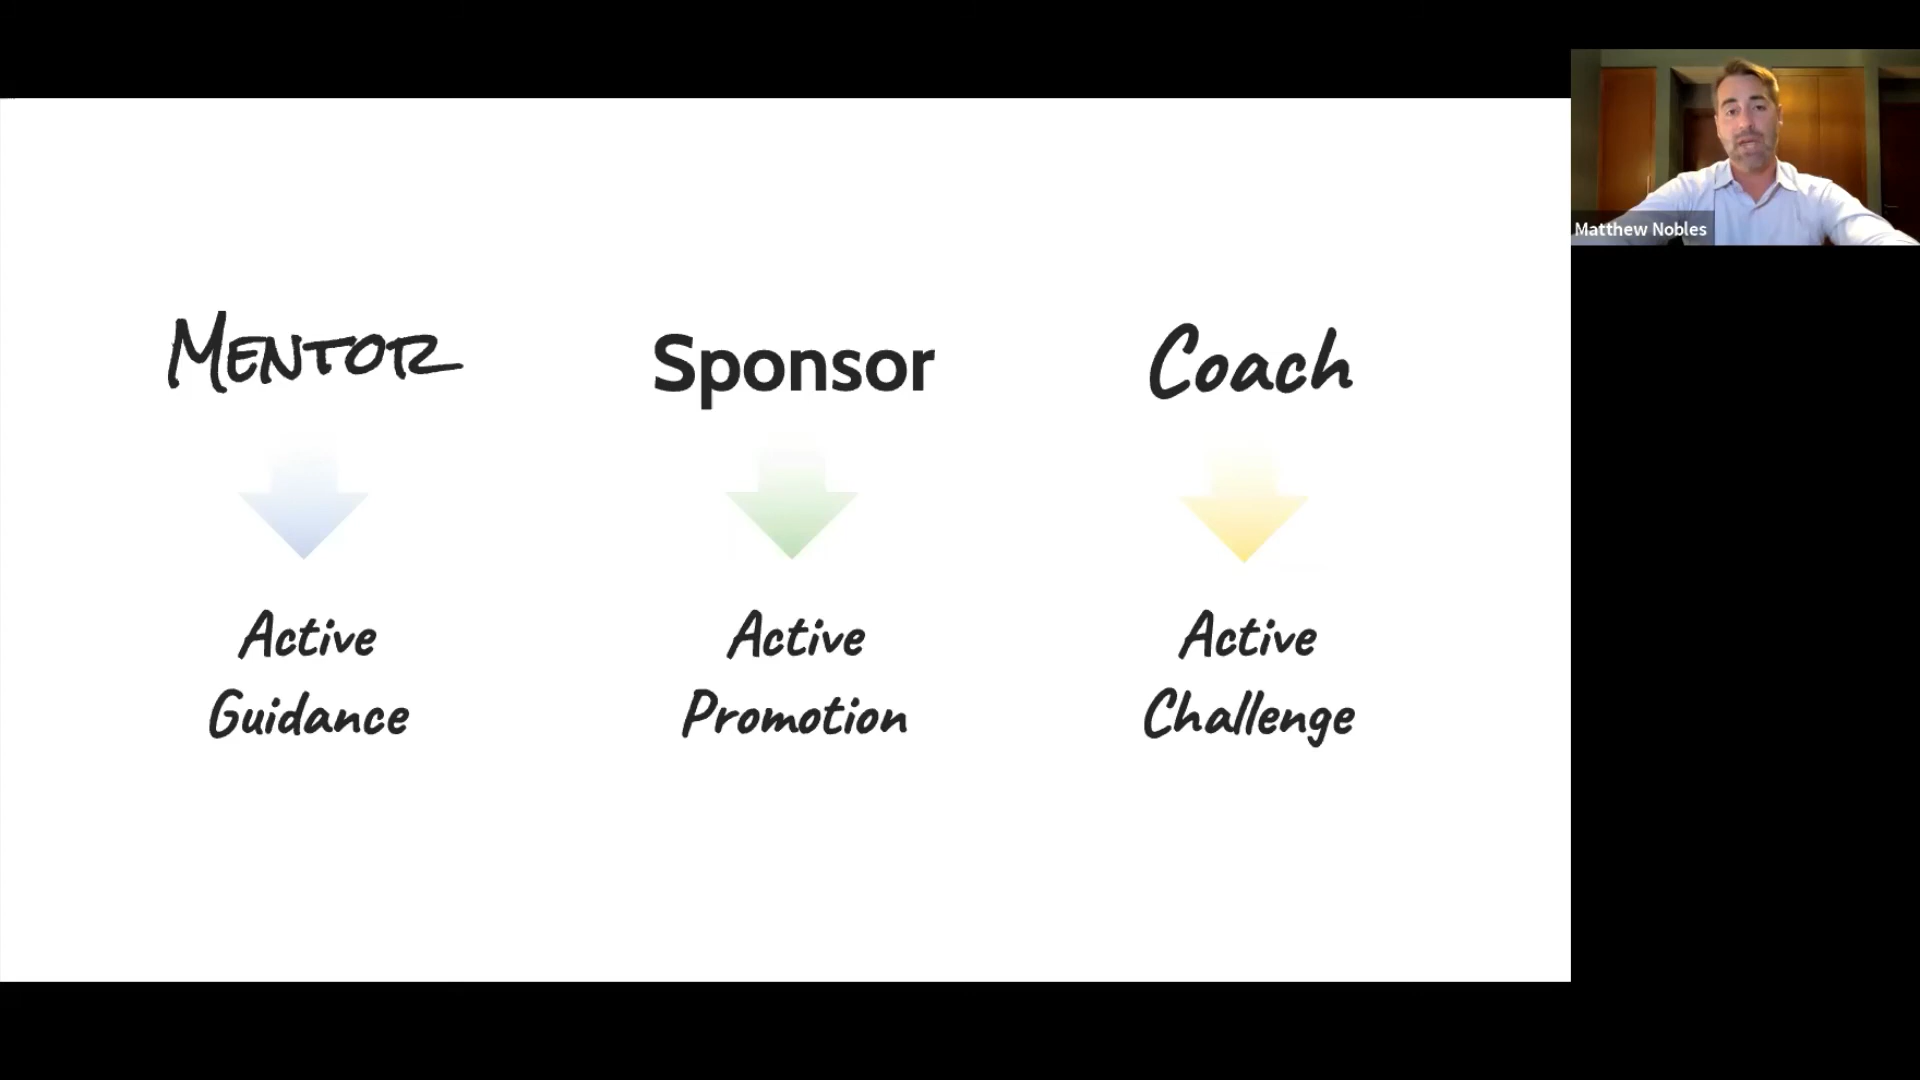 Matthew Nobles
MENTOR
Sponsor
Coach
Active
Guidance
Active
Promotion
Active
Challenge